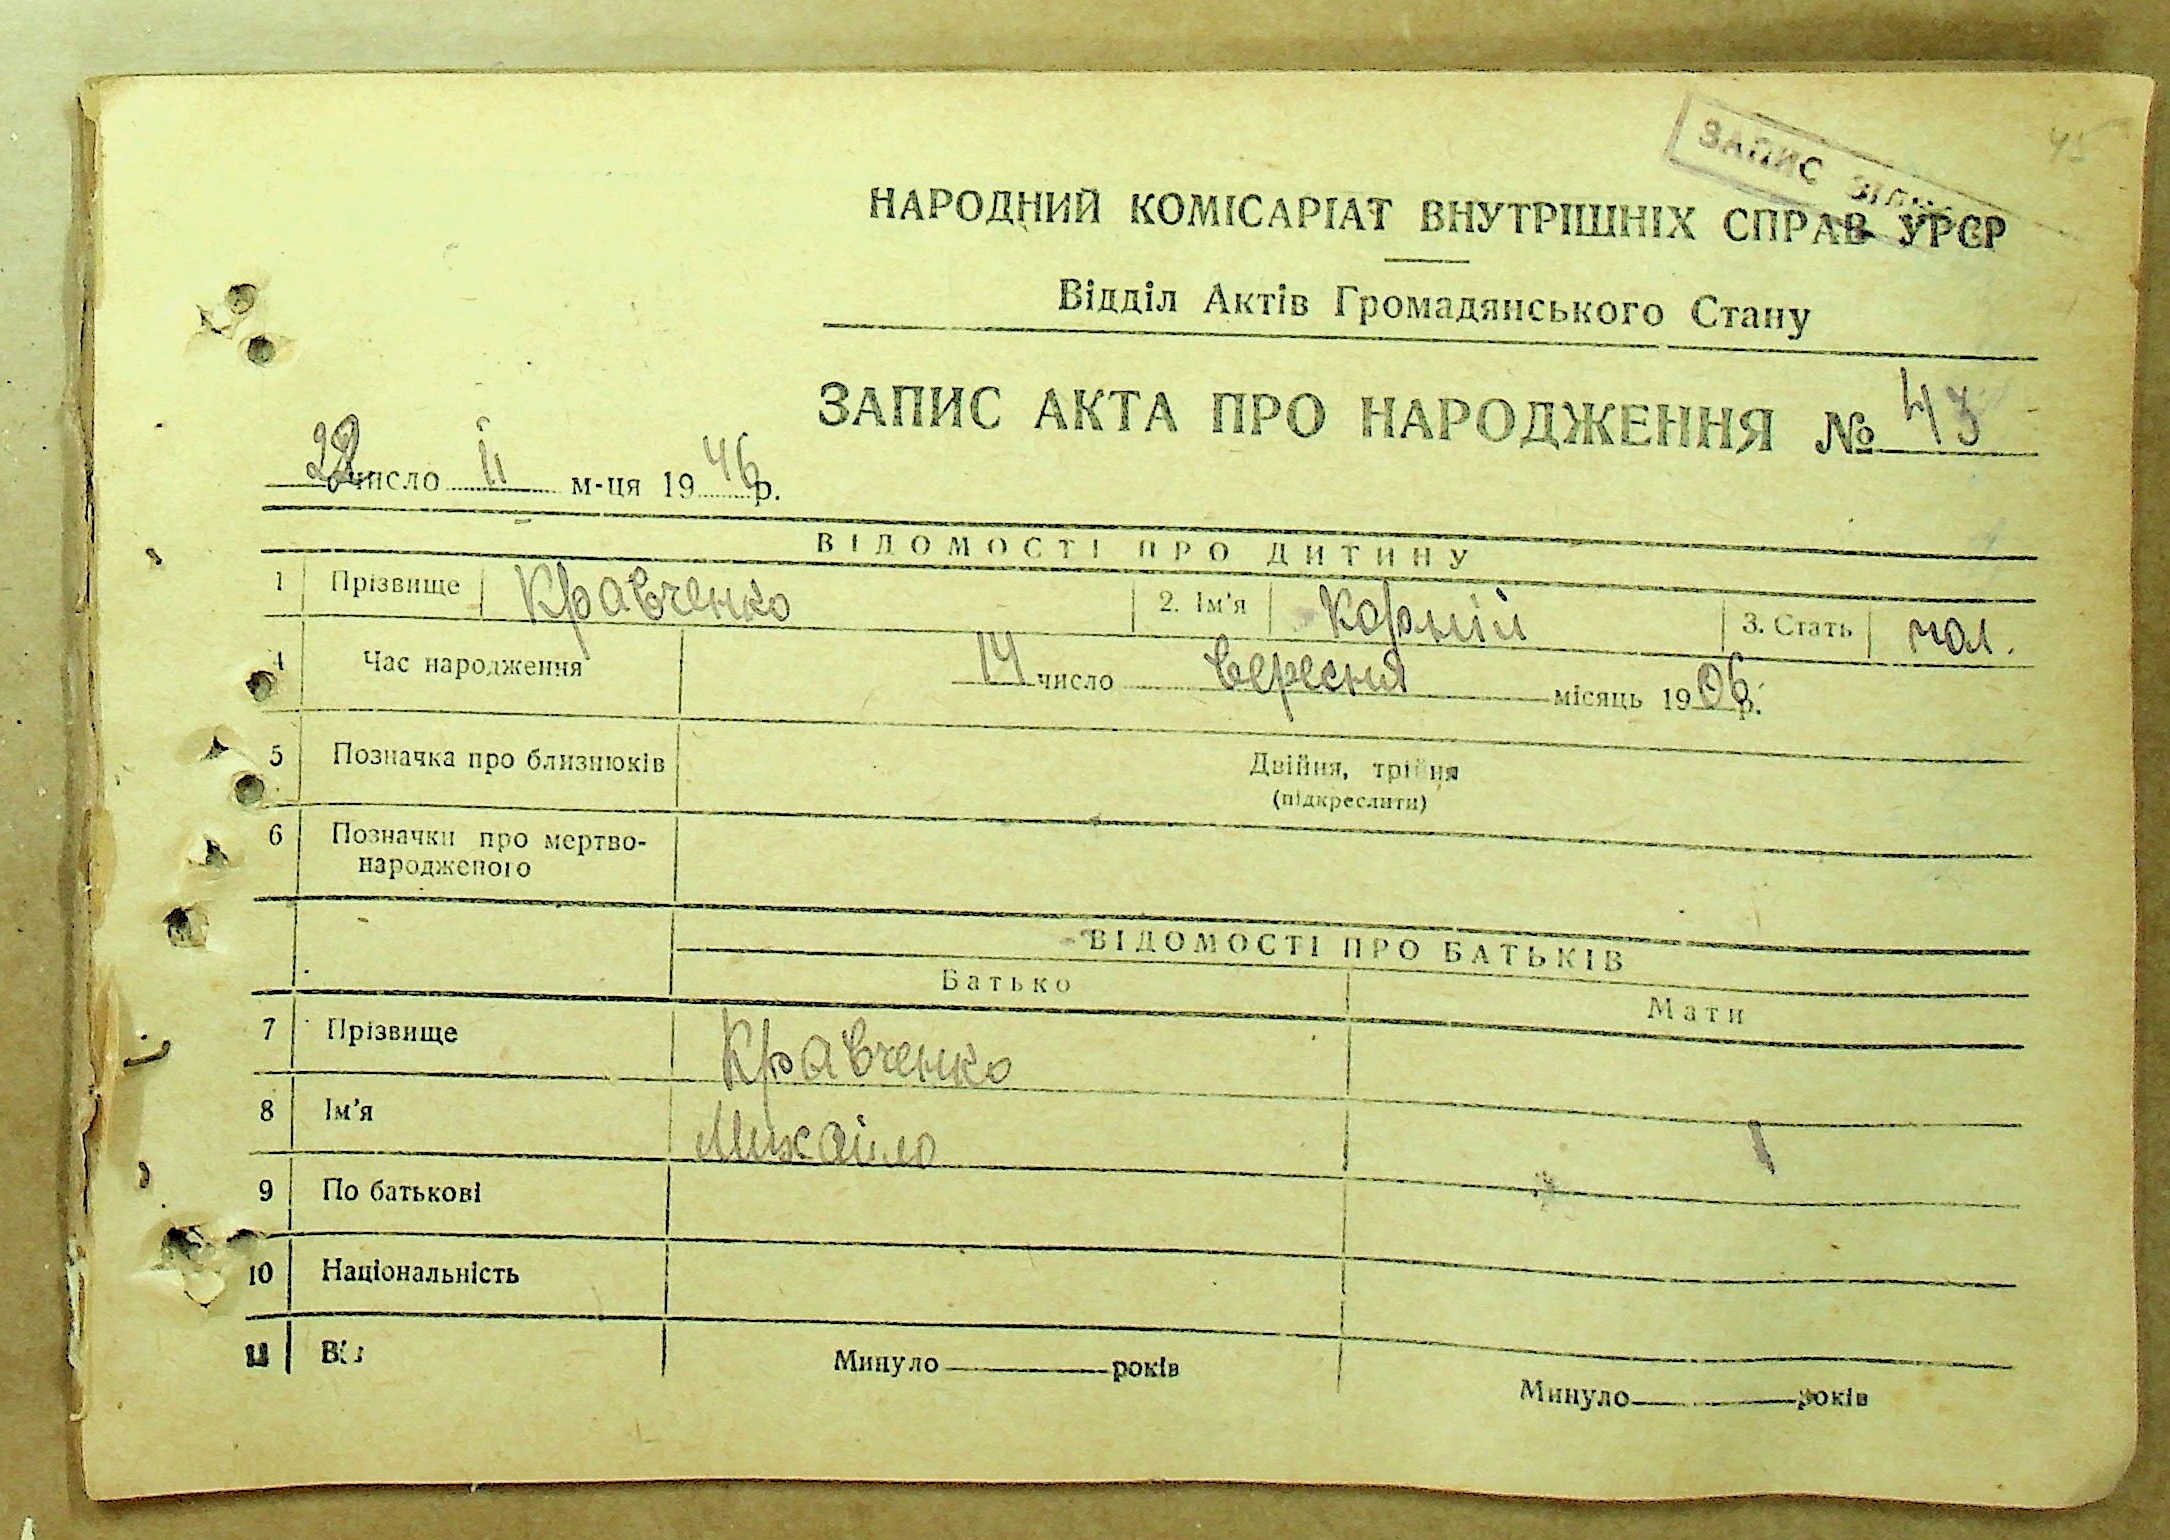 45
ЗАПИС
НАРОДНИЙ КОМІСАРІАТ ВНУТРІШНІХ СПРАВ УРСР
Відділ Актів Громадянського Стану
ЗАПИС АКТА ПРО НАРОДЖЕННЯ № 43
22 число ІІ м-ця 1946 р.
ВІДОМОСТІ ПРО ДИТИНУ
1 Прізвище Кравченко 2. Ім'я Корній 3. Стать чол.
4 Час народження 14 число вересня місяць 1906 р.
5 Позначка про близнюків Двійня, трійня
(підкреслити)
6 Позначки про мертво-
народженого
ВІДОМОСТІ ПРО БАТЬКІВ
Батько Мати
7 Прізвище Кравченко
8 Ім'я Михайло
9 По батькові
10 Національність
11 Вік Минуло років Минуло років